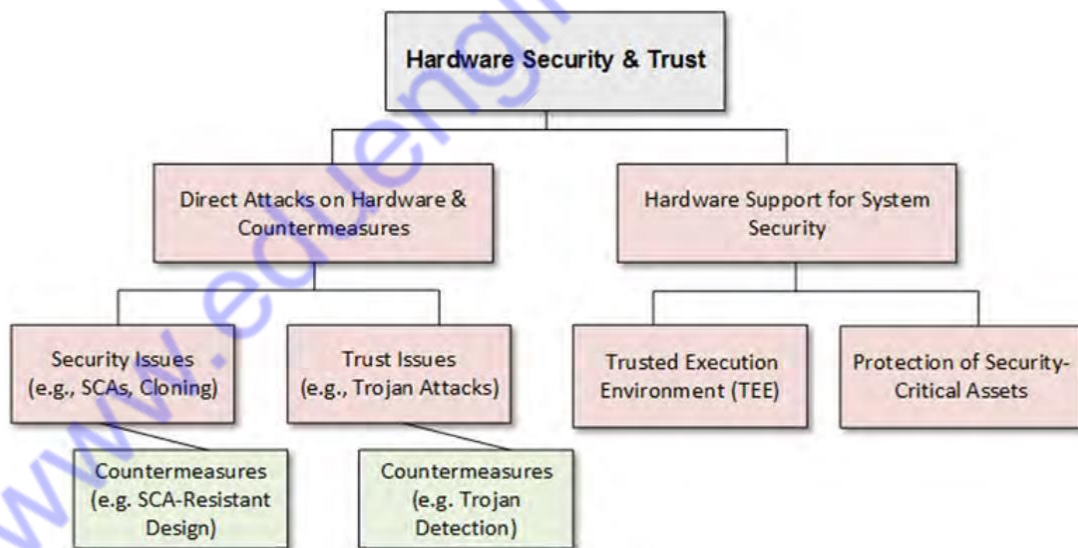 Hardware Security & Trust
Direct Attacks on Hardware &
Countermeasures
Hardware Support for System
Security
Security Issues
(e.g., SCAs, Cloning)
Trust Issues
(e.g., Trojan Attacks)
Trusted Execution
Environment (TEE)
Protection of Security-
Critical Assets
Countermeasures
(e.g. SCA-Resistant
Design)
Countermeasures
(e.g. Trojan
Detection)
www.eduengli